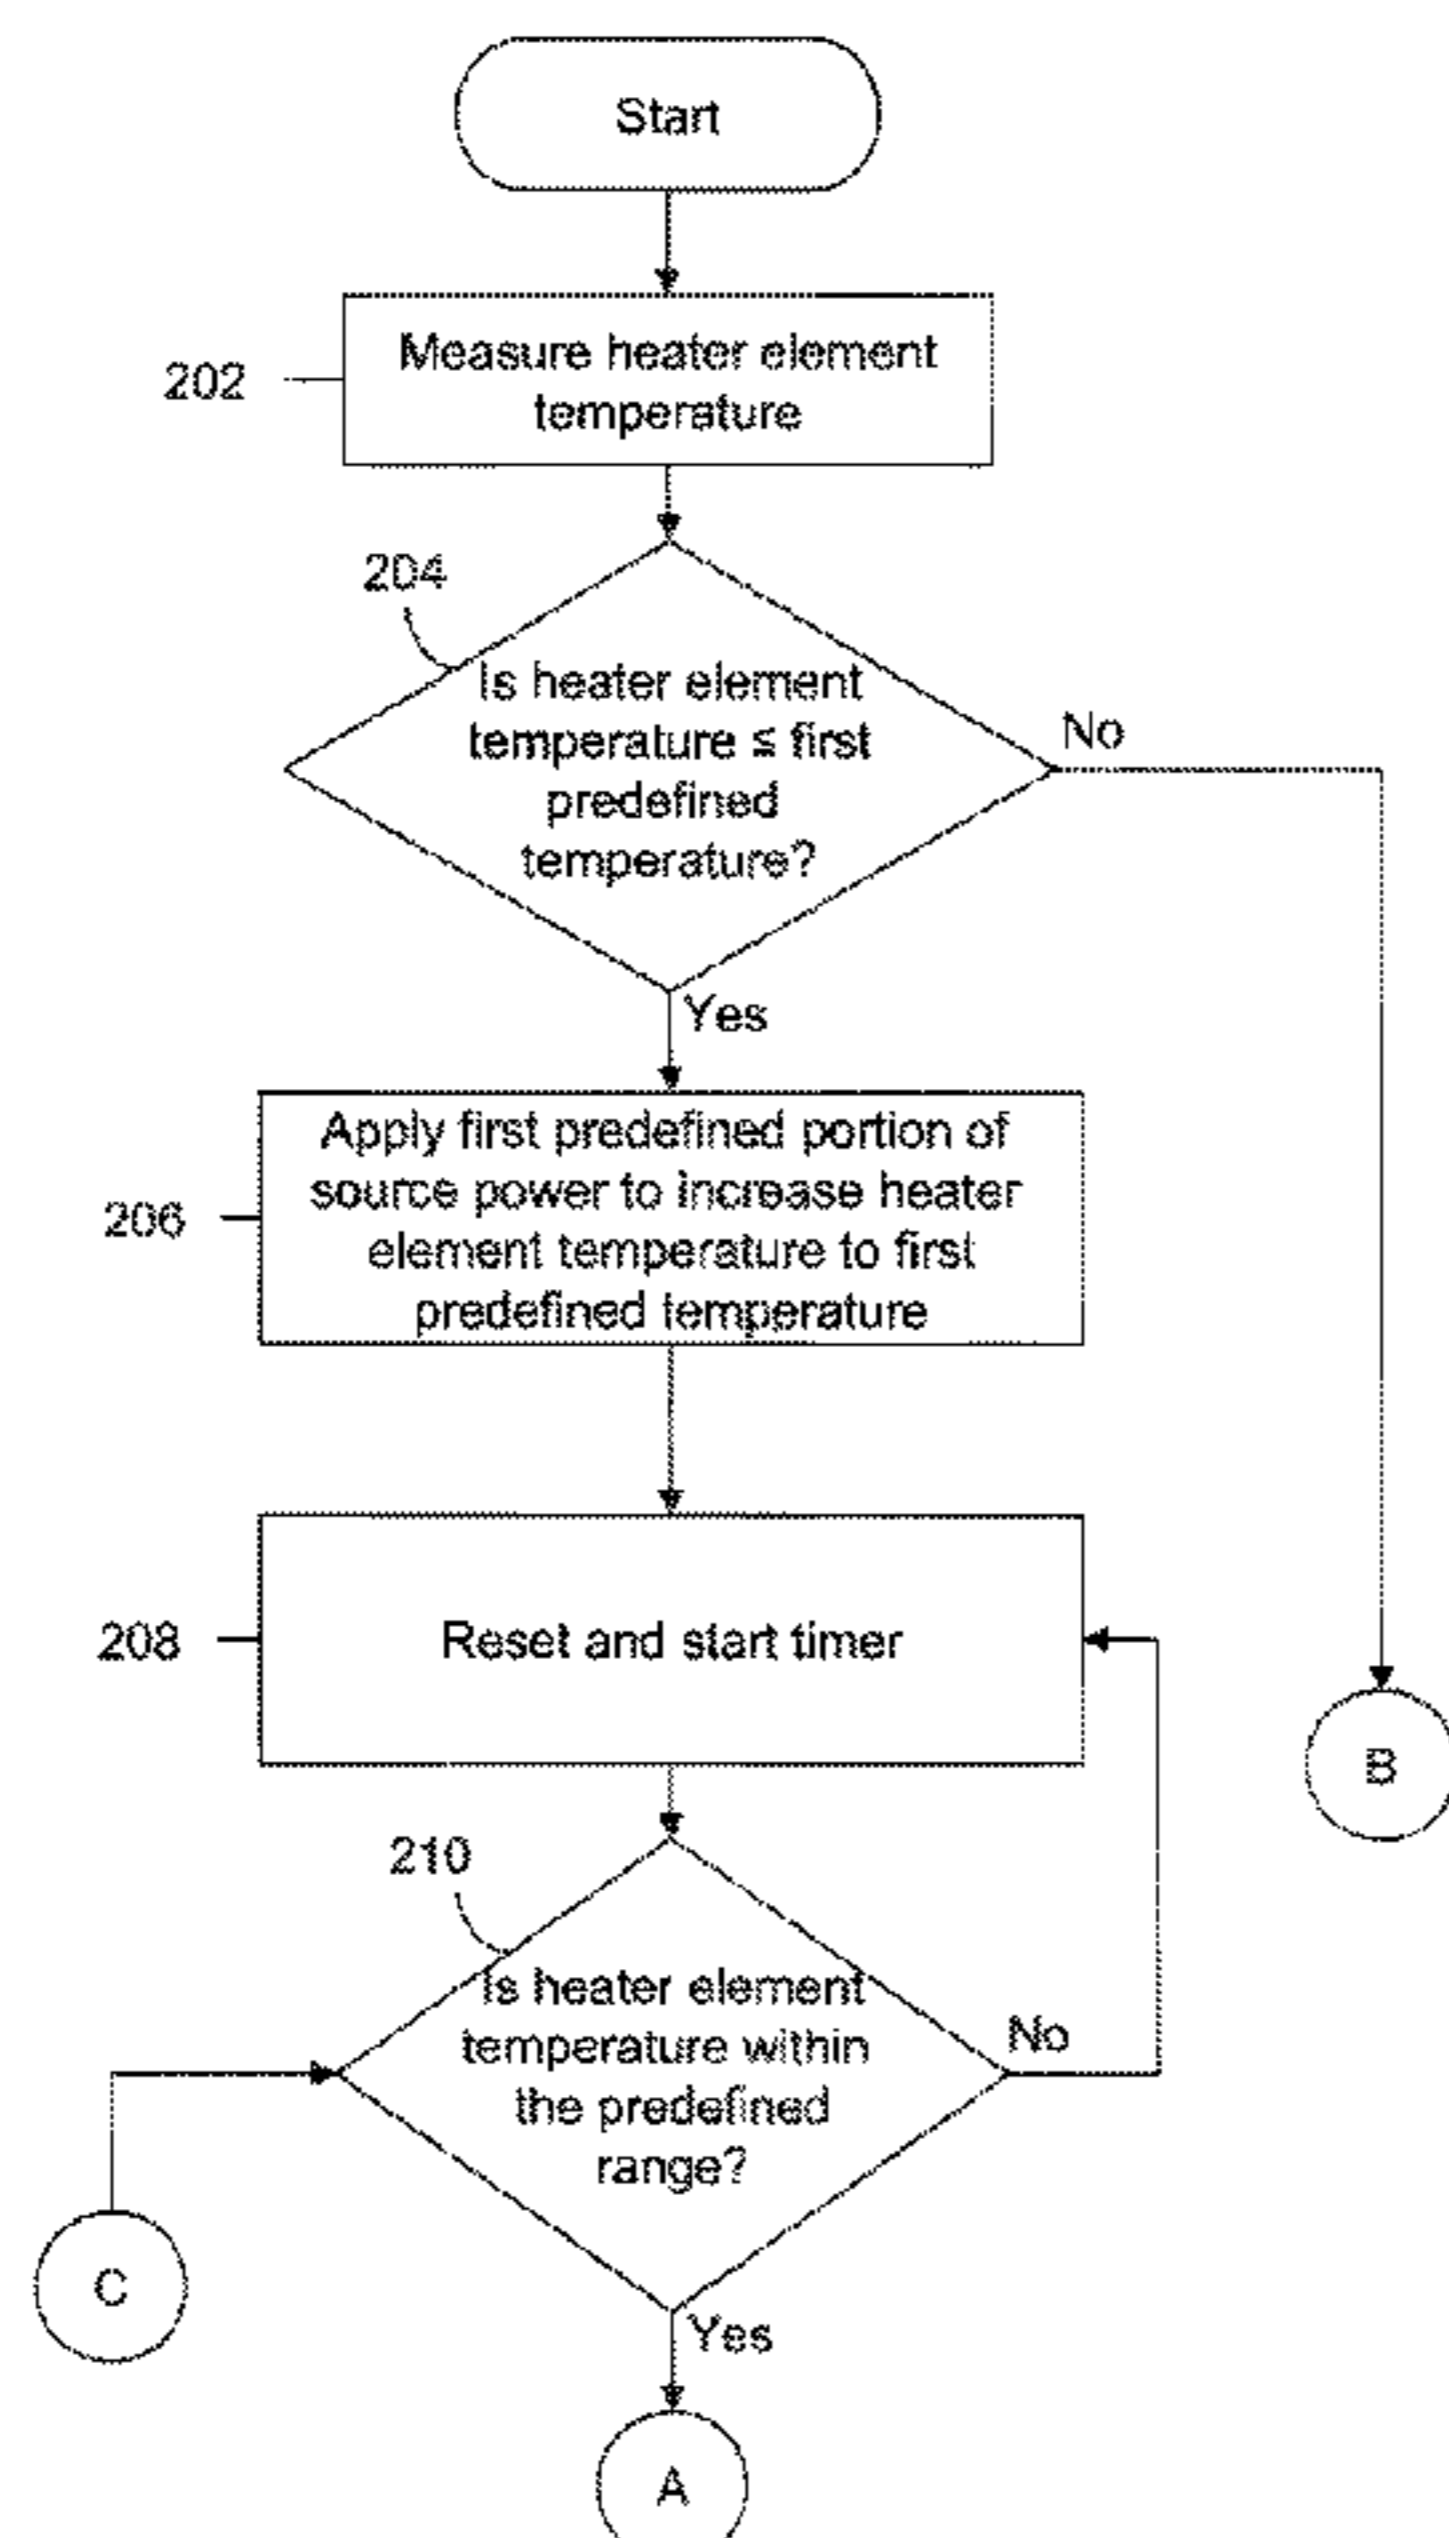 Start
202
Measure heater element
temperature
204
Is heater element
temperature ≤ first
predefined
temperature?
No
Yes
206
Apply first predefined portion of
source power to increase heater
element temperature to first
predefined temperature
208
Reset and start timer
B
210
Is heater element
temperature within
the predefined
range?
No
C
Yes
A